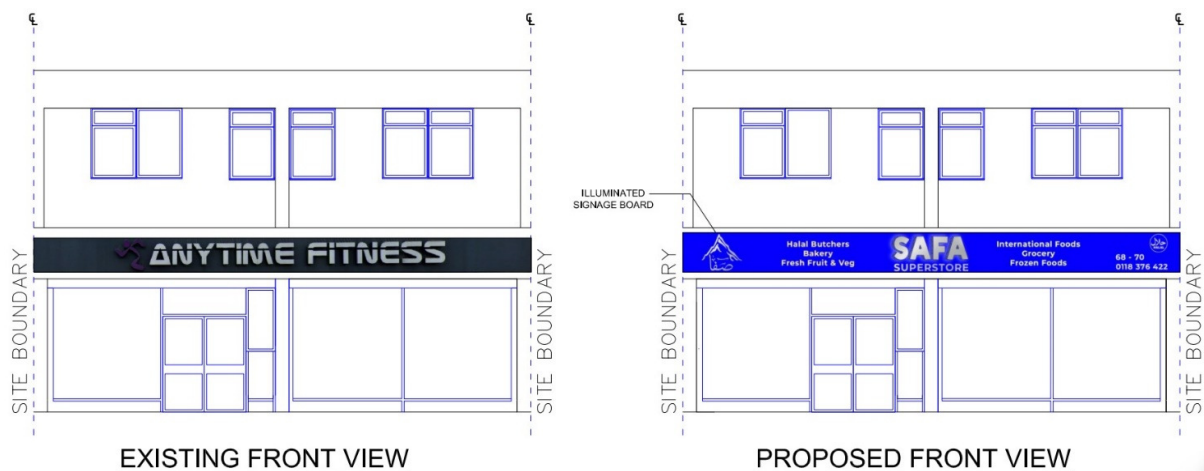 ℄
℄
SITE BOUNDARY
ANYTIME FITNESS
SITE BOUNDARY
EXISTING FRONT VIEW
℄
℄
ILLUMINATED
SIGNAGE BOARD
SITE BOUNDARY
Halal Butchers
Bakery
Fresh Fruit & Veg
SAFA
SUPERSTORE
International Foods
Grocery
Frozen Foods
68 - 70
0118 376 422
SITE BOUNDARY
PROPOSED FRONT VIEW